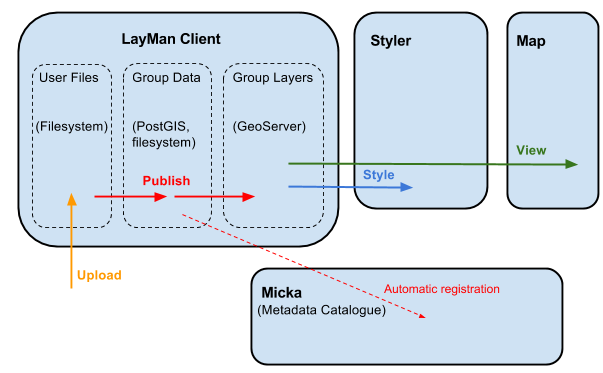 LayMan Client
Styler
Map
User Files
Group Data
Group Layers
(Filesystem)
(PostGIS,
filesystem)
(GeoServer)
View
Publish
Style
Upload
Micka
(Metadata Catalogue)
Automatic registration